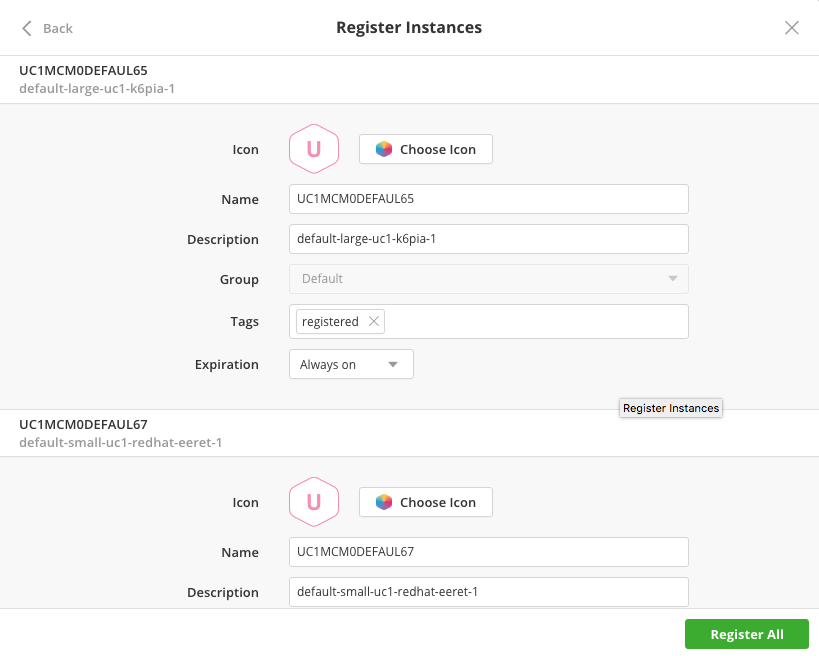 Back
Register Instances
UC1MCM0DEFAUL65
default-large-uc1-k6pia-1
Icon
U
Choose Icon
Name
UC1MCM0DEFAUL65
Description
default-large-uc1-k6pia-1
Group
Default
Tags
registered
Expiration
Always on
Register Instances
UC1MCM0DEFAUL67
default-small-uc1-redhat-eeret-1
Icon
U
Choose Icon
Name
UC1MCM0DEFAUL67
Description
default-small-uc1-redhat-eeret-1
Register All